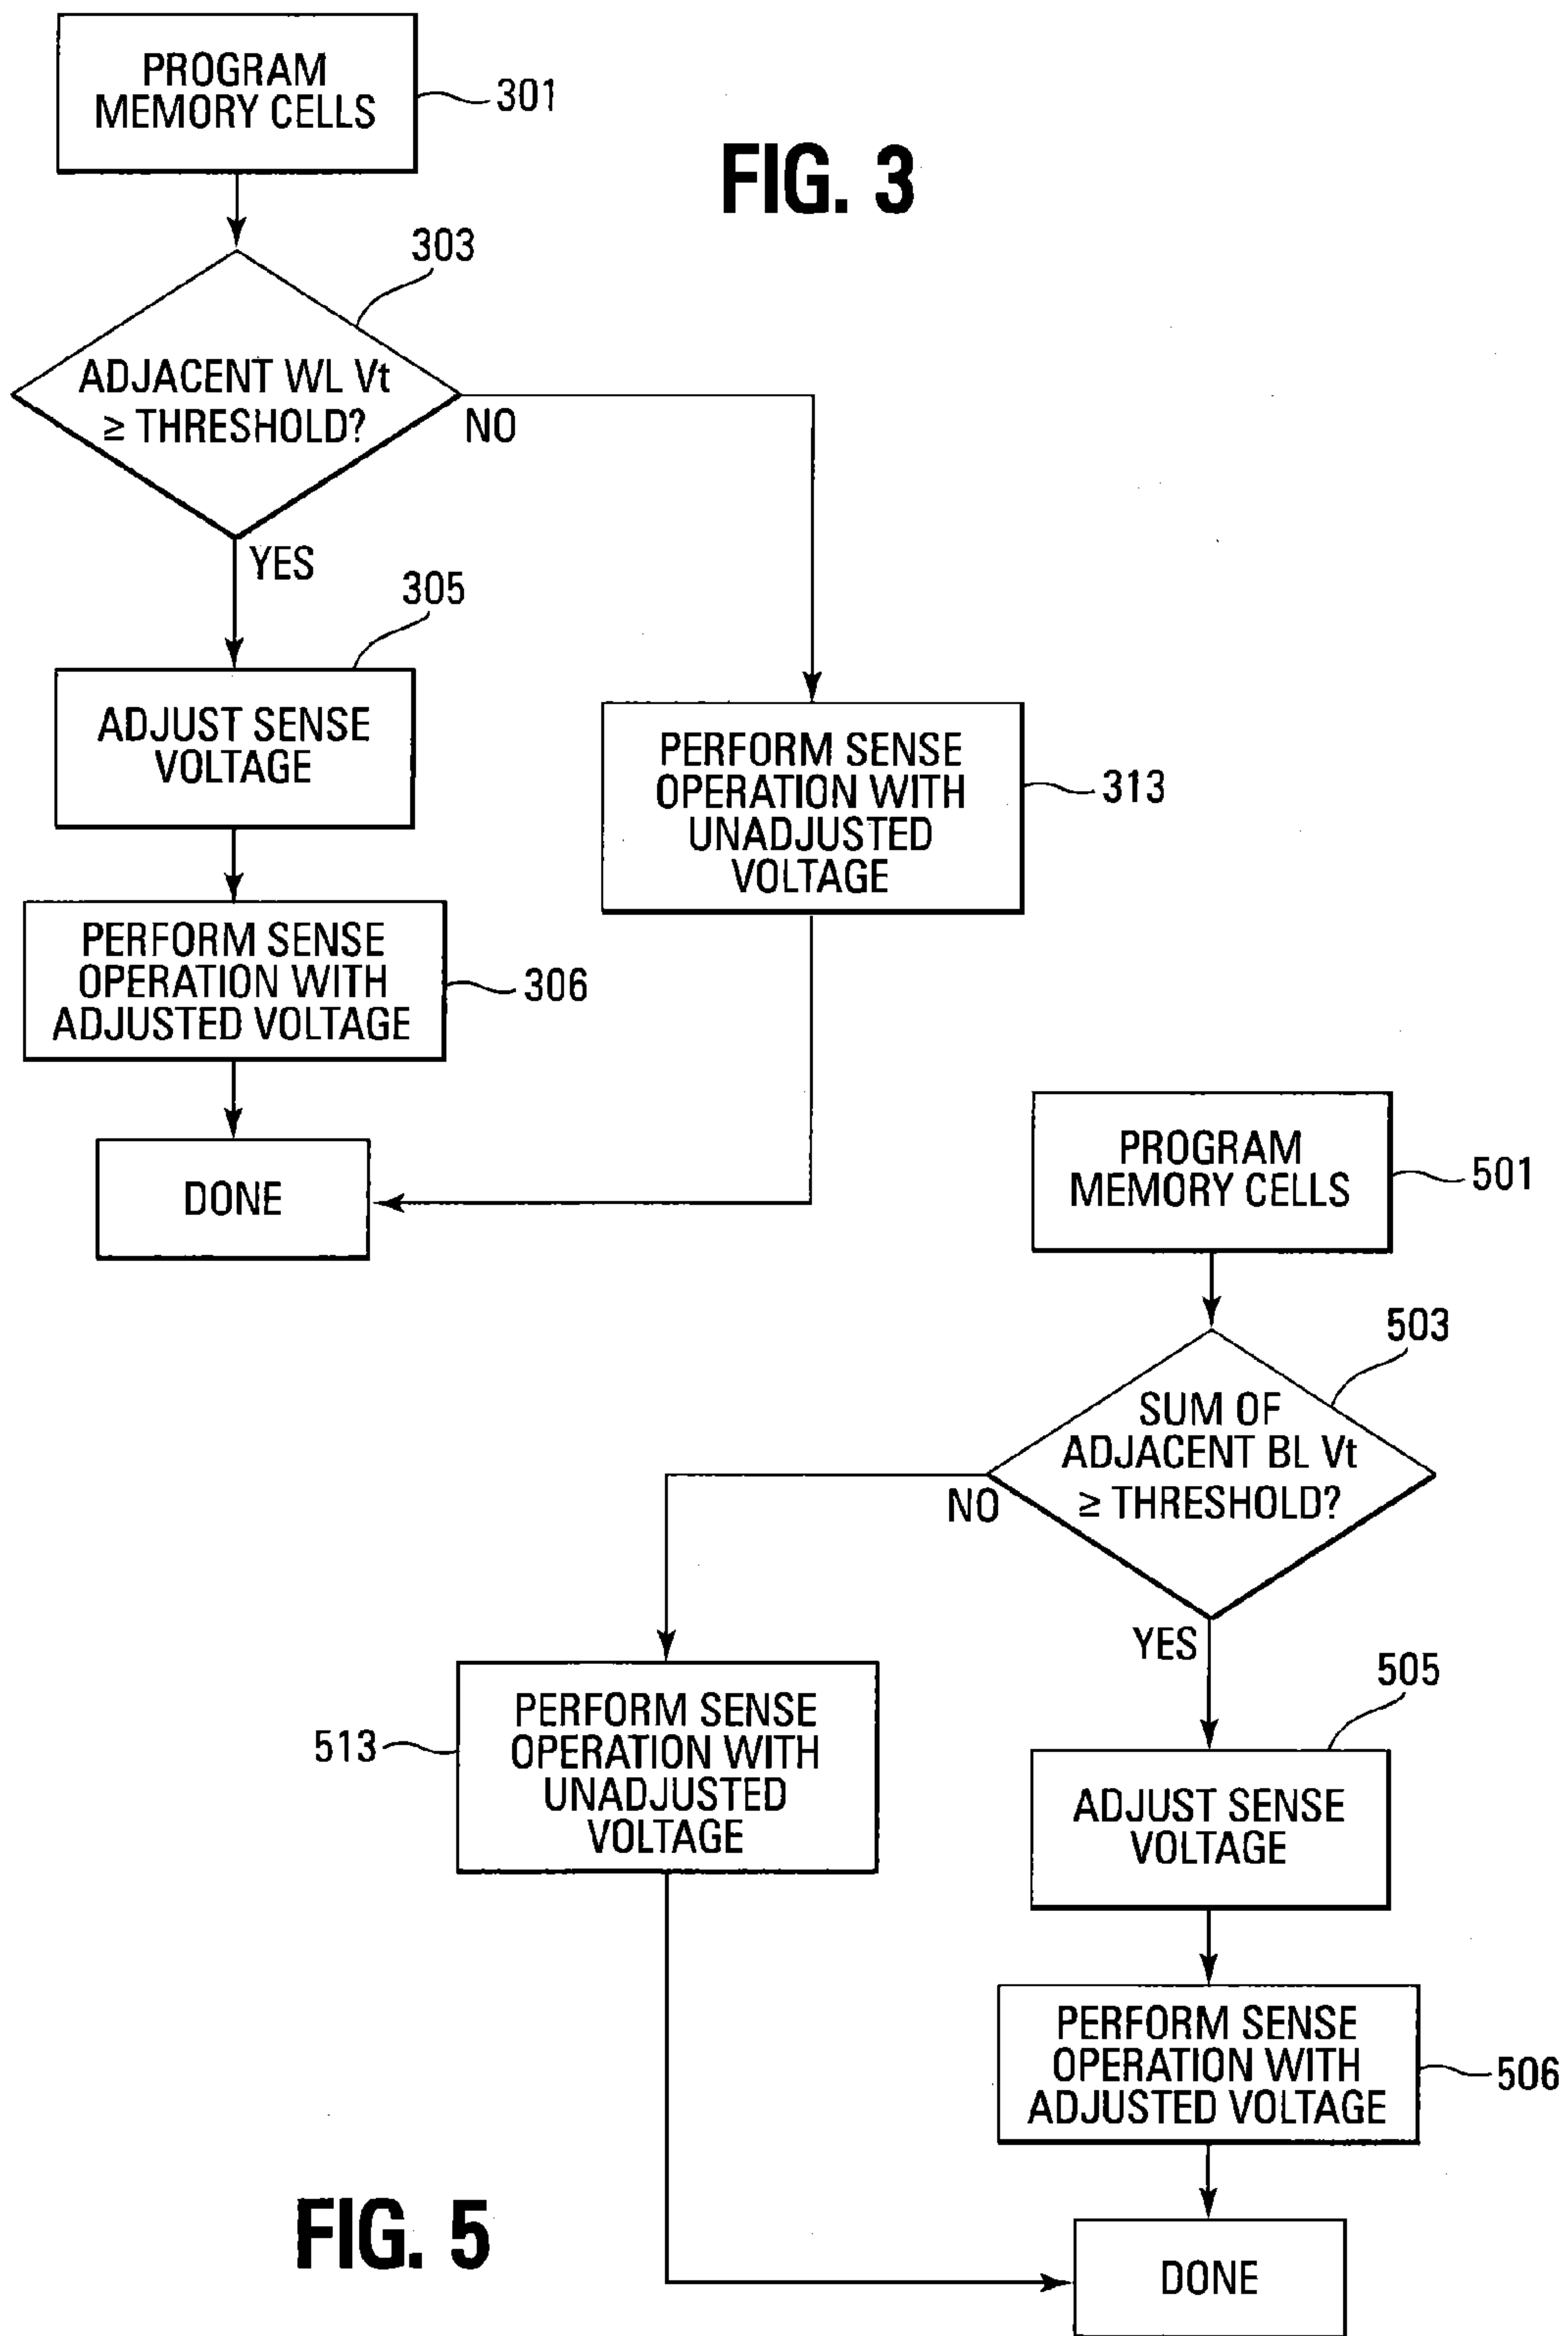 PROGRAM
MEMORY CELLS
301
FIG. 3
303
ADJACENT WL Vt
≥ THRESHOLD?
NO
YES
305
ADJUST SENSE
VOLTAGE
PERFORM SENSE
OPERATION WITH
UNADJUSTED
VOLTAGE
313
PERFORM SENSE
OPERATION WITH
ADJUSTED VOLTAGE
306
DONE
PROGRAM
MEMORY CELLS
501
503
SUM OF
ADJACENT BL Vt
≥ THRESHOLD?
NO
YES
505
513
PERFORM SENSE
OPERATION WITH
UNADJUSTED
VOLTAGE
ADJUST SENSE
VOLTAGE
PERFORM SENSE
OPERATION WITH
ADJUSTED VOLTAGE
506
FIG. 5
DONE